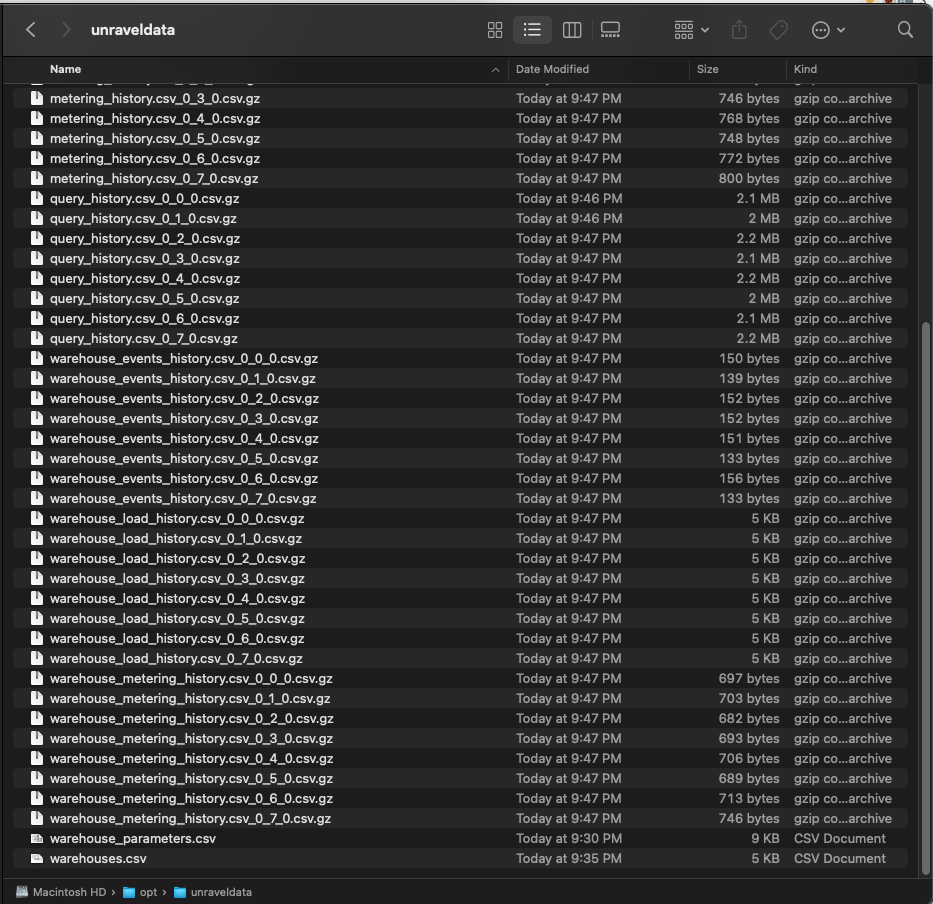 unraveldata
Name Date Modified Size Kind
metering_history.csv_0_3_0.csv.gz Today at 9:47 PM 746 bytes gzip co...archive
metering_history.csv_0_4_0.csv.gz Today at 9:47 PM 768 bytes gzip co...archive
metering_history.csv_0_5_0.csv.gz Today at 9:47 PM 748 bytes gzip co...archive
metering_history.csv_0_6_0.csv.gz Today at 9:47 PM 772 bytes gzip co...archive
metering_history.csv_0_7_0.csv.gz Today at 9:47 PM 800 bytes gzip co...archive
query_history.csv_0_0_0.csv.gz Today at 9:46 PM 2.1 MB gzip co...archive
query_history.csv_0_1_0.csv.gz Today at 9:46 PM 2 MB gzip co...archive
query_history.csv_0_2_0.csv.gz Today at 9:47 PM 2.2 MB gzip co...archive
query_history.csv_0_3_0.csv.gz Today at 9:47 PM 2.1 MB gzip co...archive
query_history.csv_0_4_0.csv.gz Today at 9:47 PM 2.2 MB gzip co...archive
query_history.csv_0_5_0.csv.gz Today at 9:47 PM 2 MB gzip co...archive
query_history.csv_0_6_0.csv.gz Today at 9:47 PM 2.1 MB gzip co...archive
query_history.csv_0_7_0.csv.gz Today at 9:47 PM 2.2 MB gzip co...archive
warehouse_events_history.csv_0_0_0.csv.gz Today at 9:47 PM 150 bytes gzip co...archive
warehouse_events_history.csv_0_1_0.csv.gz Today at 9:47 PM 139 bytes gzip co...archive
warehouse_events_history.csv_0_2_0.csv.gz Today at 9:47 PM 152 bytes gzip co...archive
warehouse_events_history.csv_0_3_0.csv.gz Today at 9:47 PM 152 bytes gzip co...archive
warehouse_events_history.csv_0_4_0.csv.gz Today at 9:47 PM 151 bytes gzip co...archive
warehouse_events_history.csv_0_5_0.csv.gz Today at 9:47 PM 133 bytes gzip co...archive
warehouse_events_history.csv_0_6_0.csv.gz Today at 9:47 PM 156 bytes gzip co...archive
warehouse_events_history.csv_0_7_0.csv.gz Today at 9:47 PM 133 bytes gzip co...archive
warehouse_load_history.csv_0_0_0.csv.gz Today at 9:47 PM 5 KB gzip co...archive
warehouse_load_history.csv_0_1_0.csv.gz Today at 9:47 PM 5 KB gzip co...archive
warehouse_load_history.csv_0_2_0.csv.gz Today at 9:47 PM 5 KB gzip co...archive
warehouse_load_history.csv_0_3_0.csv.gz Today at 9:47 PM 5 KB gzip co...archive
warehouse_load_history.csv_0_4_0.csv.gz Today at 9:47 PM 5 KB gzip co...archive
warehouse_load_history.csv_0_5_0.csv.gz Today at 9:47 PM 5 KB gzip co...archive
warehouse_load_history.csv_0_6_0.csv.gz Today at 9:47 PM 5 KB gzip co...archive
warehouse_load_history.csv_0_7_0.csv.gz Today at 9:47 PM 5 KB gzip co...archive
warehouse_metering_history.csv_0_0_0.csv.gz Today at 9:47 PM 697 bytes gzip co...archive
warehouse_metering_history.csv_0_1_0.csv.gz Today at 9:47 PM 703 bytes gzip co...archive
warehouse_metering_history.csv_0_2_0.csv.gz Today at 9:47 PM 682 bytes gzip co...archive
warehouse_metering_history.csv_0_3_0.csv.gz Today at 9:47 PM 693 bytes gzip co...archive
warehouse_metering_history.csv_0_4_0.csv.gz Today at 9:47 PM 706 bytes gzip co...archive
warehouse_metering_history.csv_0_5_0.csv.gz Today at 9:47 PM 689 bytes gzip co...archive
warehouse_metering_history.csv_0_6_0.csv.gz Today at 9:47 PM 713 bytes gzip co...archive
warehouse_metering_history.csv_0_7_0.csv.gz Today at 9:47 PM 746 bytes gzip co...archive
warehouse_parameters.csv Today at 9:30 PM 9 KB CSV Document
warehouses.csv Today at 9:35 PM 5 KB CSV Document
Macintosh HD › opt › unraveldata